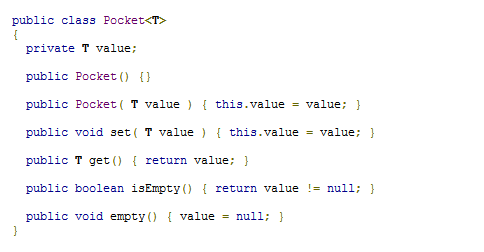 public class Pocket<T>
{
private T value;
public Pocket() {}
public Pocket( T value ) { this.value = value; }
public void set( T value ) { this.value = value; }
public T get() { return value; }
public boolean isEmpty() { return value != null; }
public void empty() { value = null; }
}